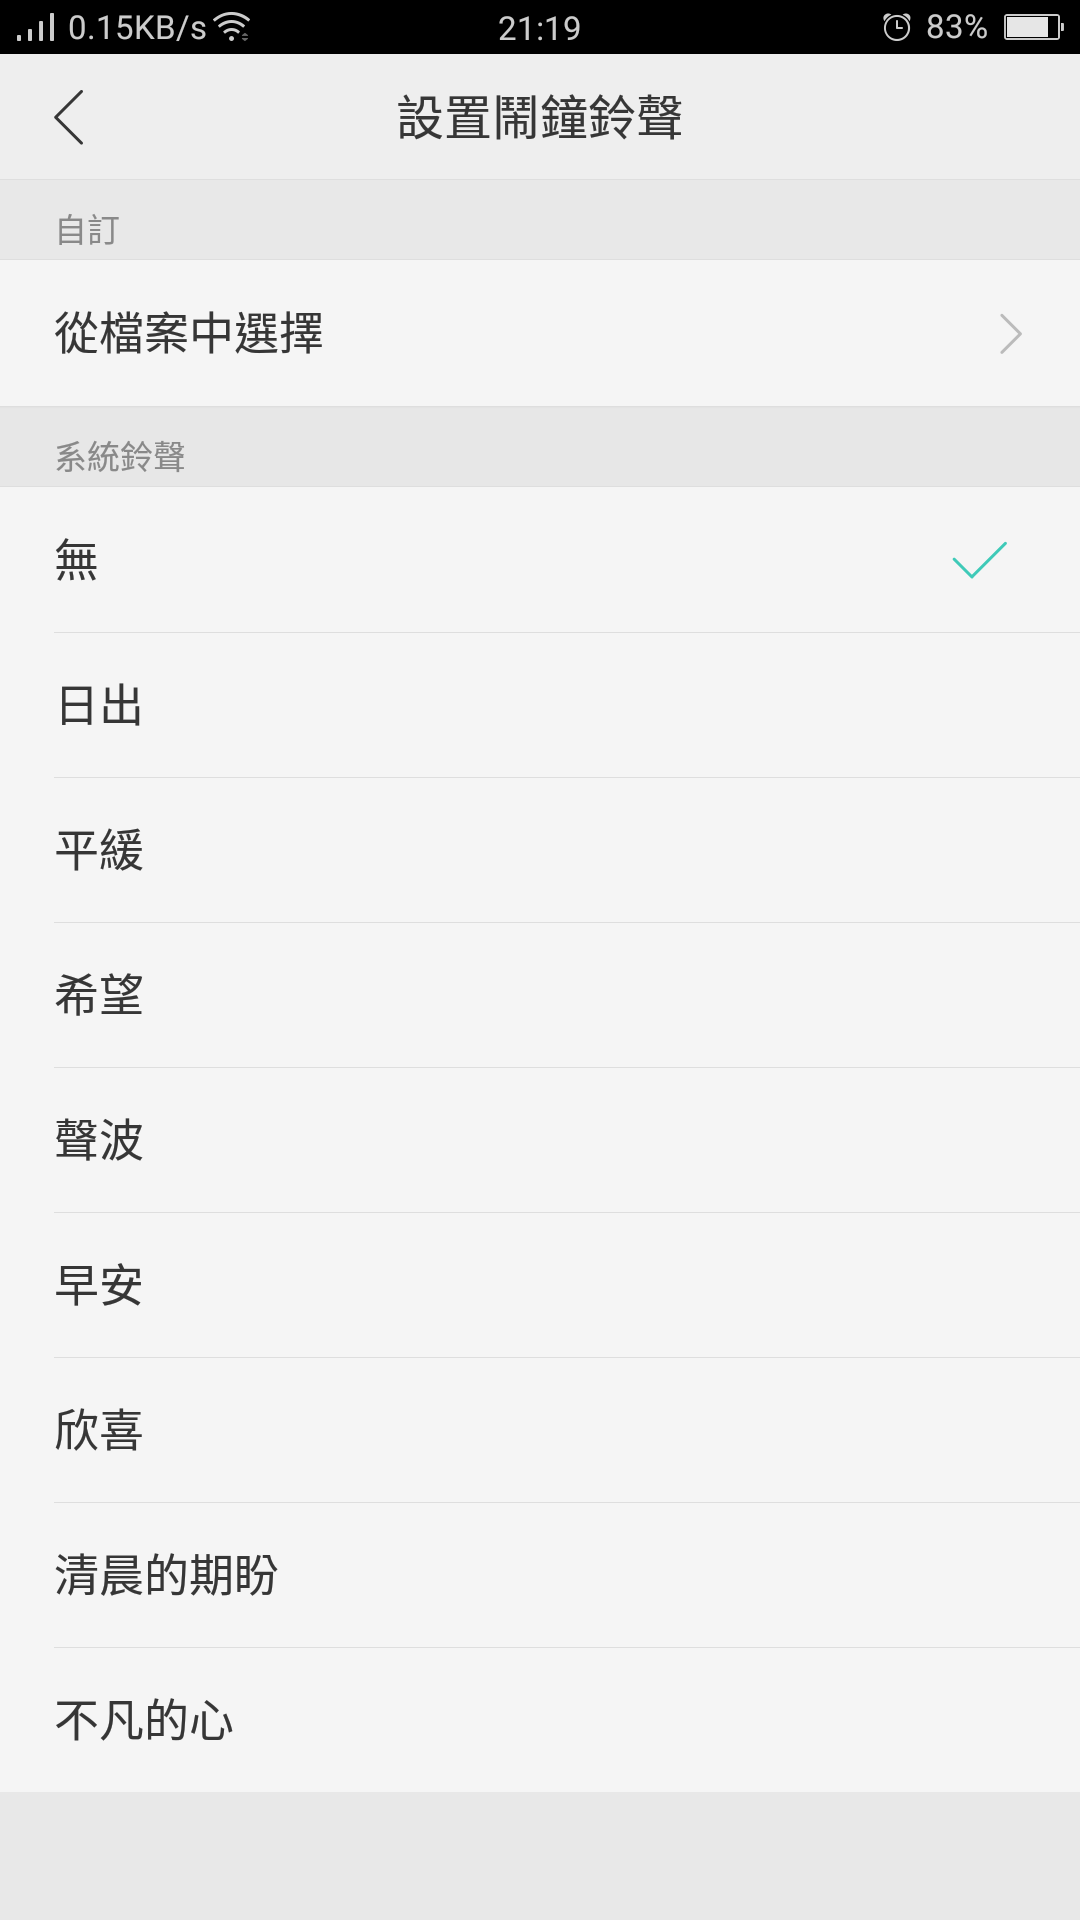 0.15KB/s 21:19 83%
設置鬧鐘鈴聲
自訂
從檔案中選擇
系統鈴聲
無
日出
平緩
希望
聲波
早安
欣喜
清晨的期盼
不凡的心